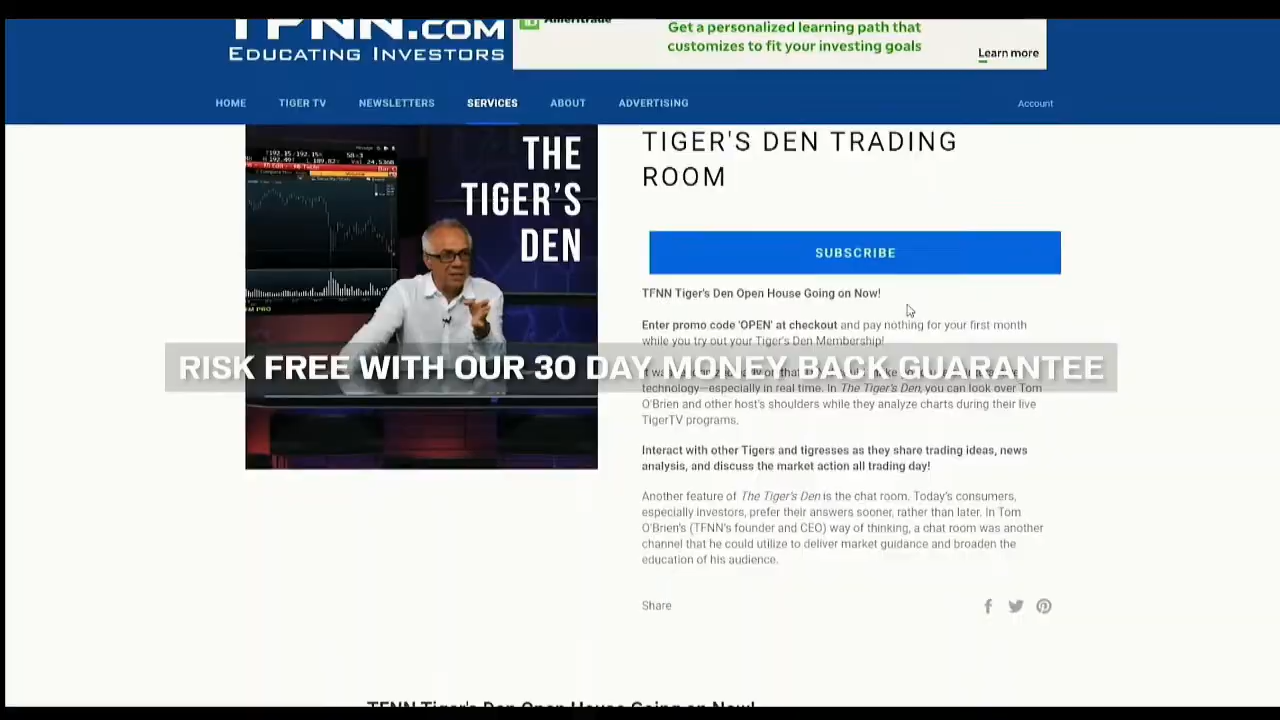 TFNN.COM
EDUCATING INVESTORS
Ameritrade
Get a personalized learning path that
customizes to fit your investing goals
Learn more
HOME TIGER TV NEWSLETTERS SERVICES ABOUT ADVERTISING Account
THE
TIGER'S
DEN
TIGER'S DEN TRADING
ROOM
SUBSCRIBE
TFNN Tiger's Den Open House Going on Now!
Enter promo code 'OPEN' at checkout and pay nothing for your first month
while you try out your Tiger's Den Membership!
RISK FREE WITH OUR 30 DAY MONEY BACK GUARANTEE
technology—especially in real time. In The Tiger's Den, you can look over Tom
O'Brien and other host's shoulders while they analyze charts during their live
TigerTV programs.
Interact with other Tigers and tigresses as they share trading ideas, news
analysis, and discuss the market action all trading day!
Another feature of The Tiger's Den is the chat room. Today's consumers,
especially investors, prefer their answers sooner, rather than later. In Tom
O'Brien's (TFNN's founder and CEO) way of thinking, a chat room was another
channel that he could utilize to deliver market guidance and broaden the
education of his audience.
Share
TFNN Tiger's Den Open House Going on Now!